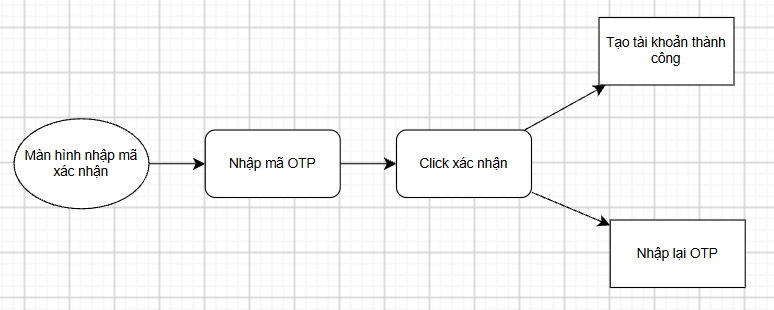 Màn hình nhập mã
xác nhận
Nhập mã OTP
Click xác nhận
Tạo tài khoản thành
công
Nhập lại OTP